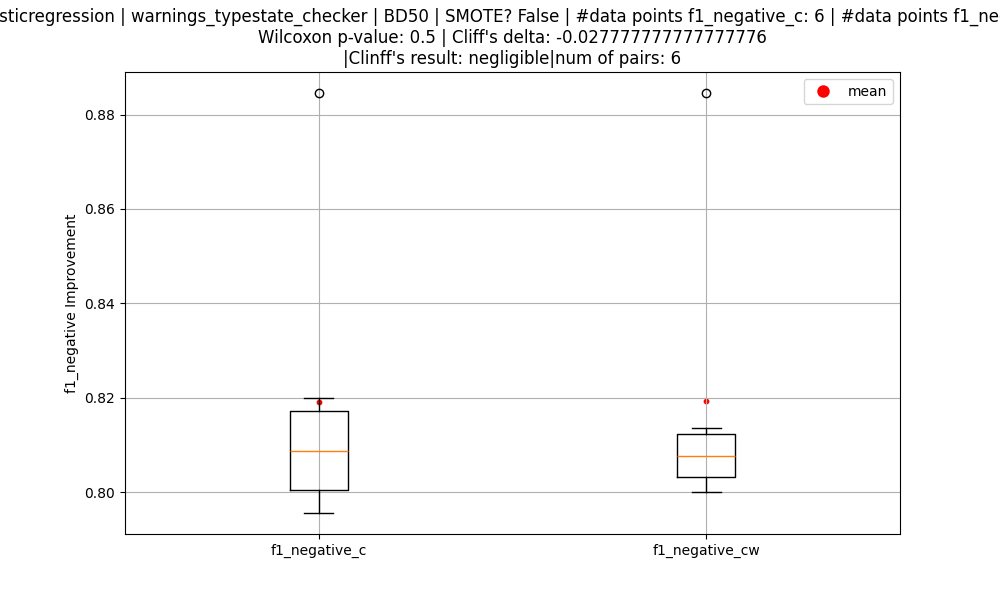 sticregression | warnings_typestate_checker | BD50 | SMOTE? False | #data points f1_negative_c: 6 | #data points f1_ne
Wilcoxon p-value: 0.5 | Cliff's delta: -0.027777777777777776
|Clinff's result: negligible|num of pairs: 6
mean
0.88
0.86
0.84
0.82
0.80
f1_negative Improvement
f1_negative_c
f1_negative_cw